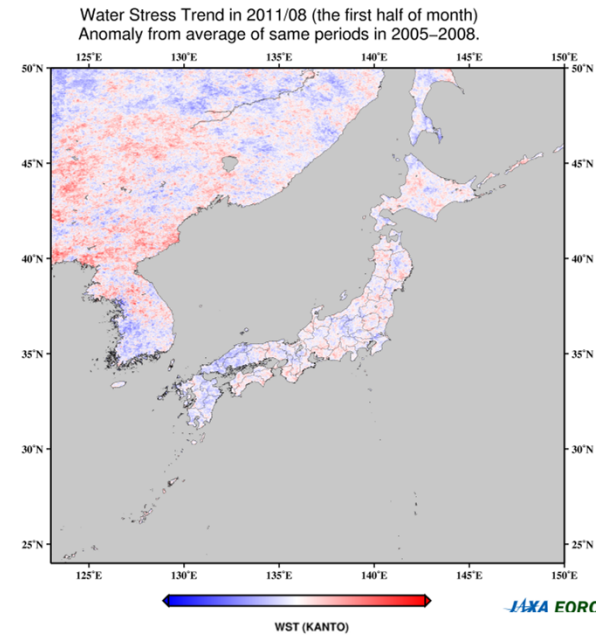 Water Stress Trend in 2011/08 (the first half of month)
Anomaly from average of same periods in 2005−2008.
125˚E 130˚E 135˚E 140˚E 145˚E 150˚E
50˚N 50˚N
45˚N 45˚N
40˚N 40˚N
35˚N 35˚N
30˚N 30˚N
25˚N 25˚N
125˚E 130˚E 135˚E 140˚E 145˚E 150˚E
WST (KANTO)
JAXA EORC